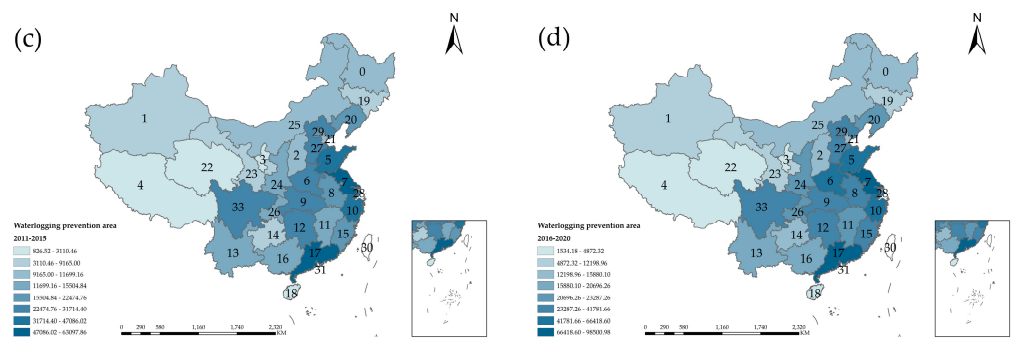 (c)
N
0
19
1
25
20
29
21
27
2
3
5
22
23
24
6
7
4
8
28
33
9
10
26
12
11
14
15
13
16
17
30
31
18
Waterlogging prevention area
2011-2015
826.52 - 3110.46
3110.46 - 9165.00
9165.00 - 11699.16
11699.16 - 15504.84
15504.84 - 22474.76
22474.76 - 31714.40
31714.40 - 47086.02
47086.02 - 63097.86
0 290 580 1,160 1,740 2,320
KM
(d)
N
0
19
1
25
20
29
21
27
2
3
5
22
23
24
6
7
4
8
28
33
9
10
26
12
11
14
15
13
16
17
30
31
18
Waterlogging prevention area
2016-2020
1534.18 - 4872.32
4872.32 - 12198.96
12198.96 - 15880.10
15880.10 - 20696.26
20696.26 - 23287.26
23287.26 - 41781.66
41781.66 - 66418.60
66418.60 - 98500.98
0 290 580 1,160 1,740 2,320
KM